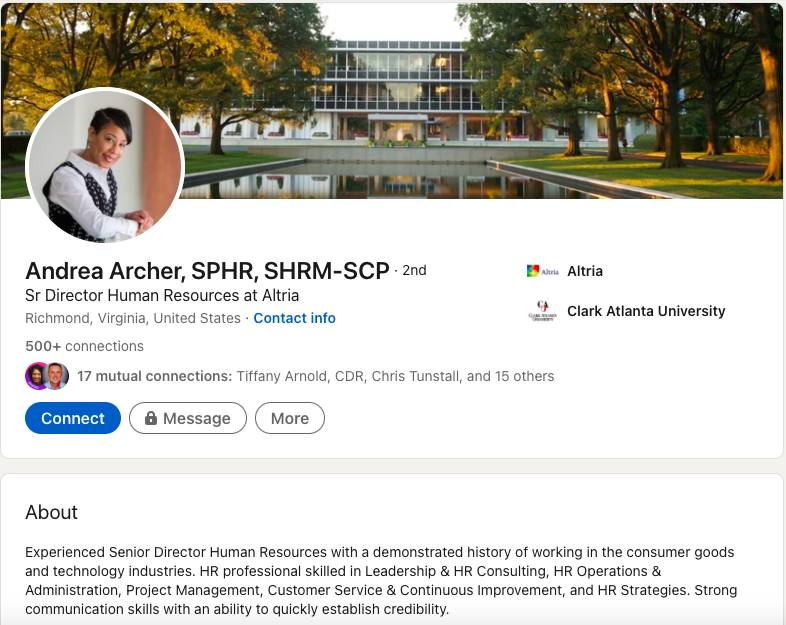 Andrea Archer, SPHR, SHRM-SCP · 2nd
Sr Director Human Resources at Altria
Richmond, Virginia, United States · Contact info
500+ connections
17 mutual connections: Tiffany Arnold, CDR, Chris Tunstall, and 15 others
Connect
Message
More
Altria
Altria
CA
CLARK ATLANTA
UNIVERSITY
Clark Atlanta University
About
Experienced Senior Director Human Resources with a demonstrated history of working in the consumer goods
and technology industries. HR professional skilled in Leadership & HR Consulting, HR Operations &
Administration, Project Management, Customer Service & Continuous Improvement, and HR Strategies. Strong
communication skills with an ability to quickly establish credibility.